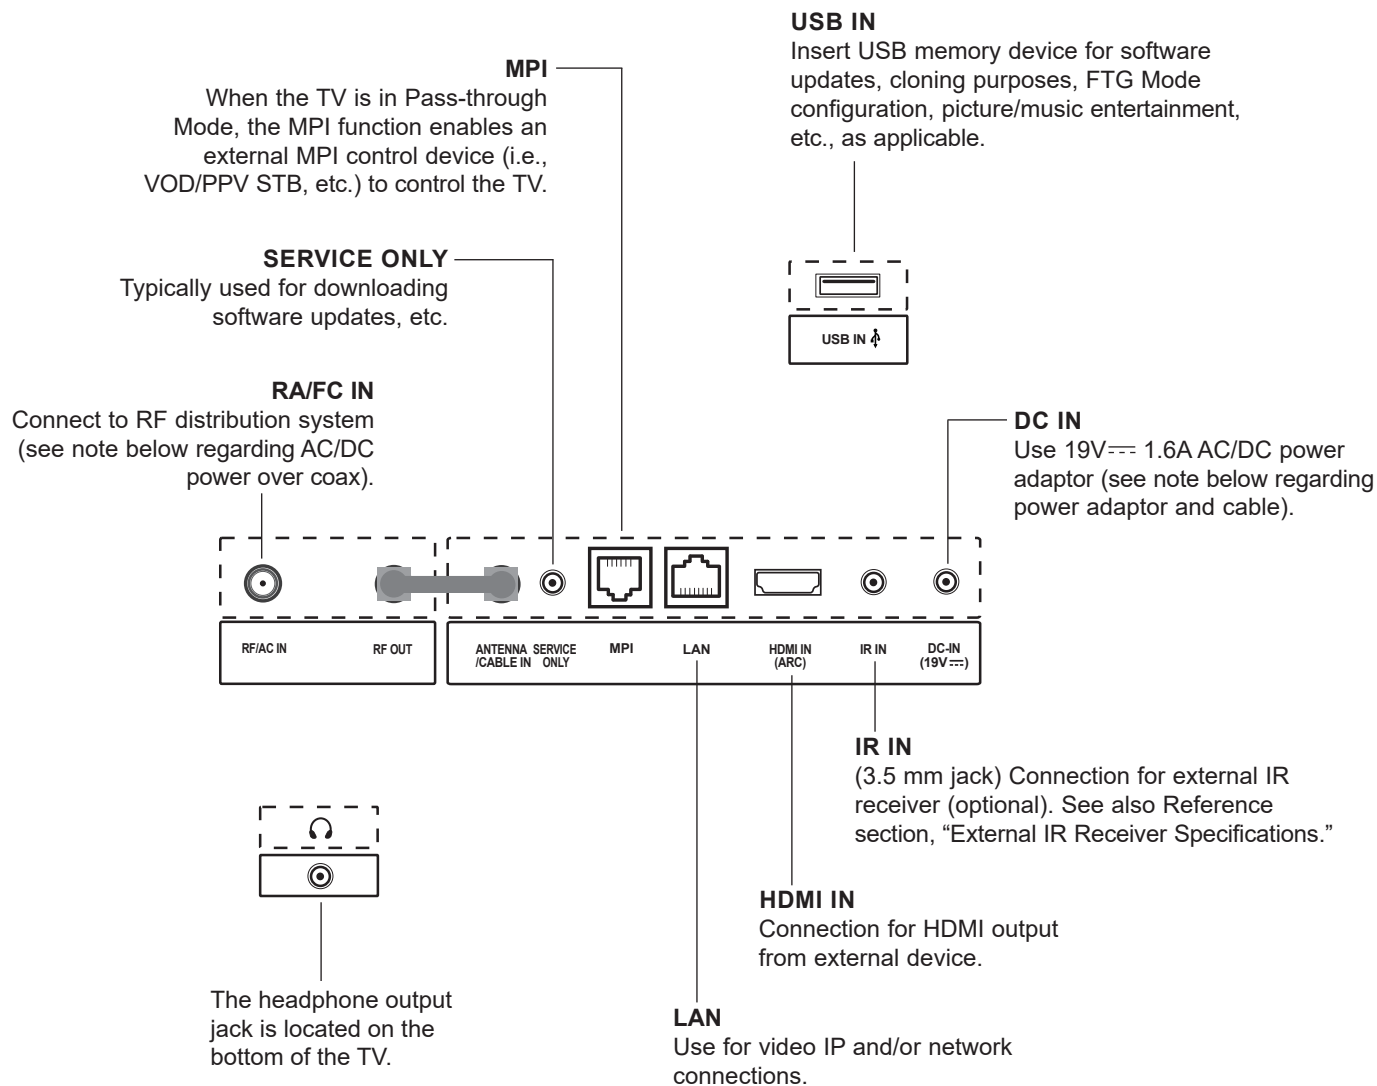 USB IN
Insert USB memory device for software
updates, cloning purposes, FTG Mode
configuration, picture/music entertainment,
etc., as applicable.
MPI
When the TV is in Pass-through
Mode, the MPI function enables an
external MPI control device (i.e.,
VOD/PPV STB, etc.) to control the TV.
SERVICE ONLY
Typically used for downloading
software updates, etc.
USB IN
RA/FC IN
Connect to RF distribution system
(see note below regarding AC/DC
power over coax).
DC IN
Use 19V⎓ 1.6A AC/DC power
adaptor (see note below regarding
power adaptor and cable).
RF/AC IN
RF OUT
ANTENNA
/CABLE IN
SERVICE
ONLY
MPI
LAN
HDMI IN
(ARC)
IR IN
DC-IN
(19V⎓)
IR IN
(3.5 mm jack) Connection for external IR
receiver (optional). See also Reference
section, “External IR Receiver Specifications.”
HDMI IN
Connection for HDMI output
from external device.
The headphone output
jack is located on the
bottom of the TV.
LAN
Use for video IP and/or network
connections.